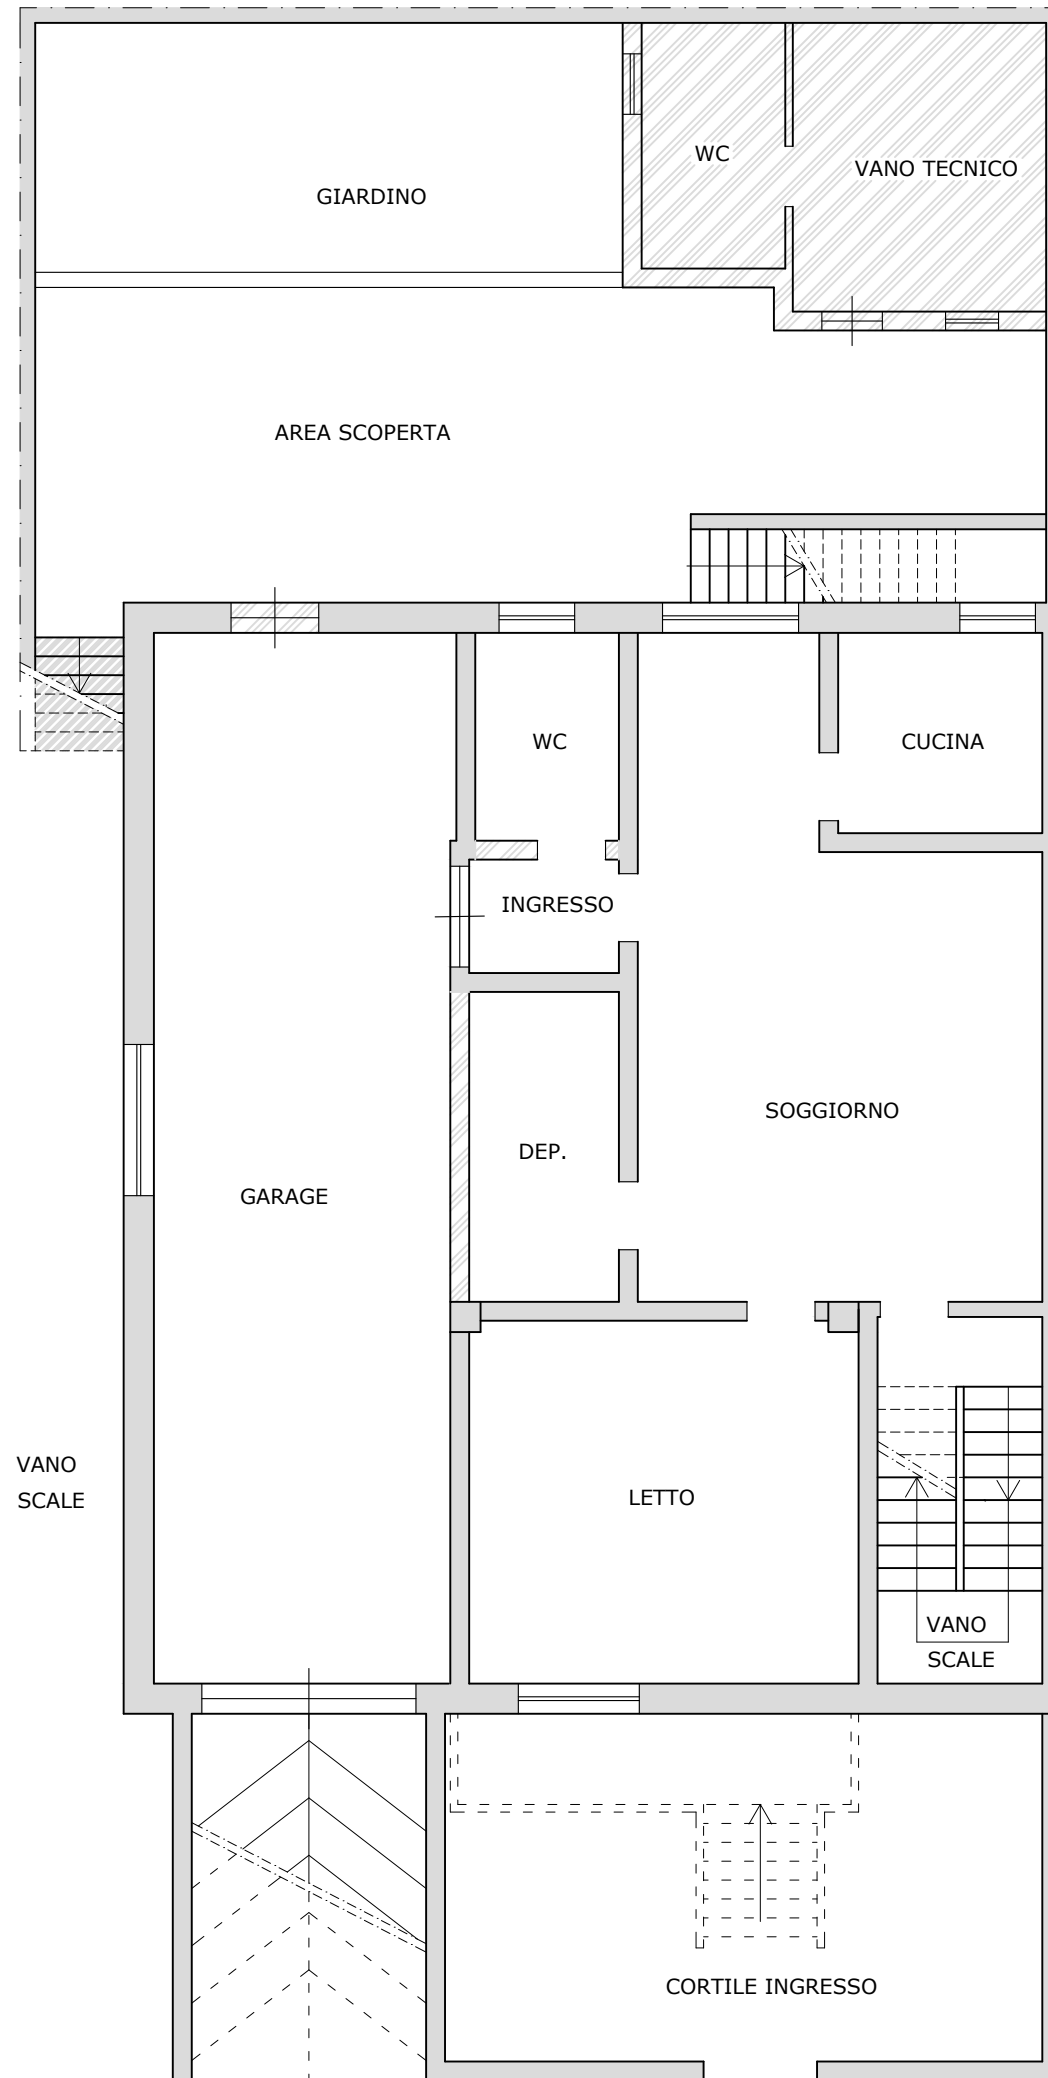 WC
VANO TECNICO
GIARDINO
AREA SCOPERTA
WC
CUCINA
INGRESSO
SOGGIORNO
DEP.
GARAGE
VANO
SCALE
LETTO
VANO
SCALE
CORTILE INGRESSO